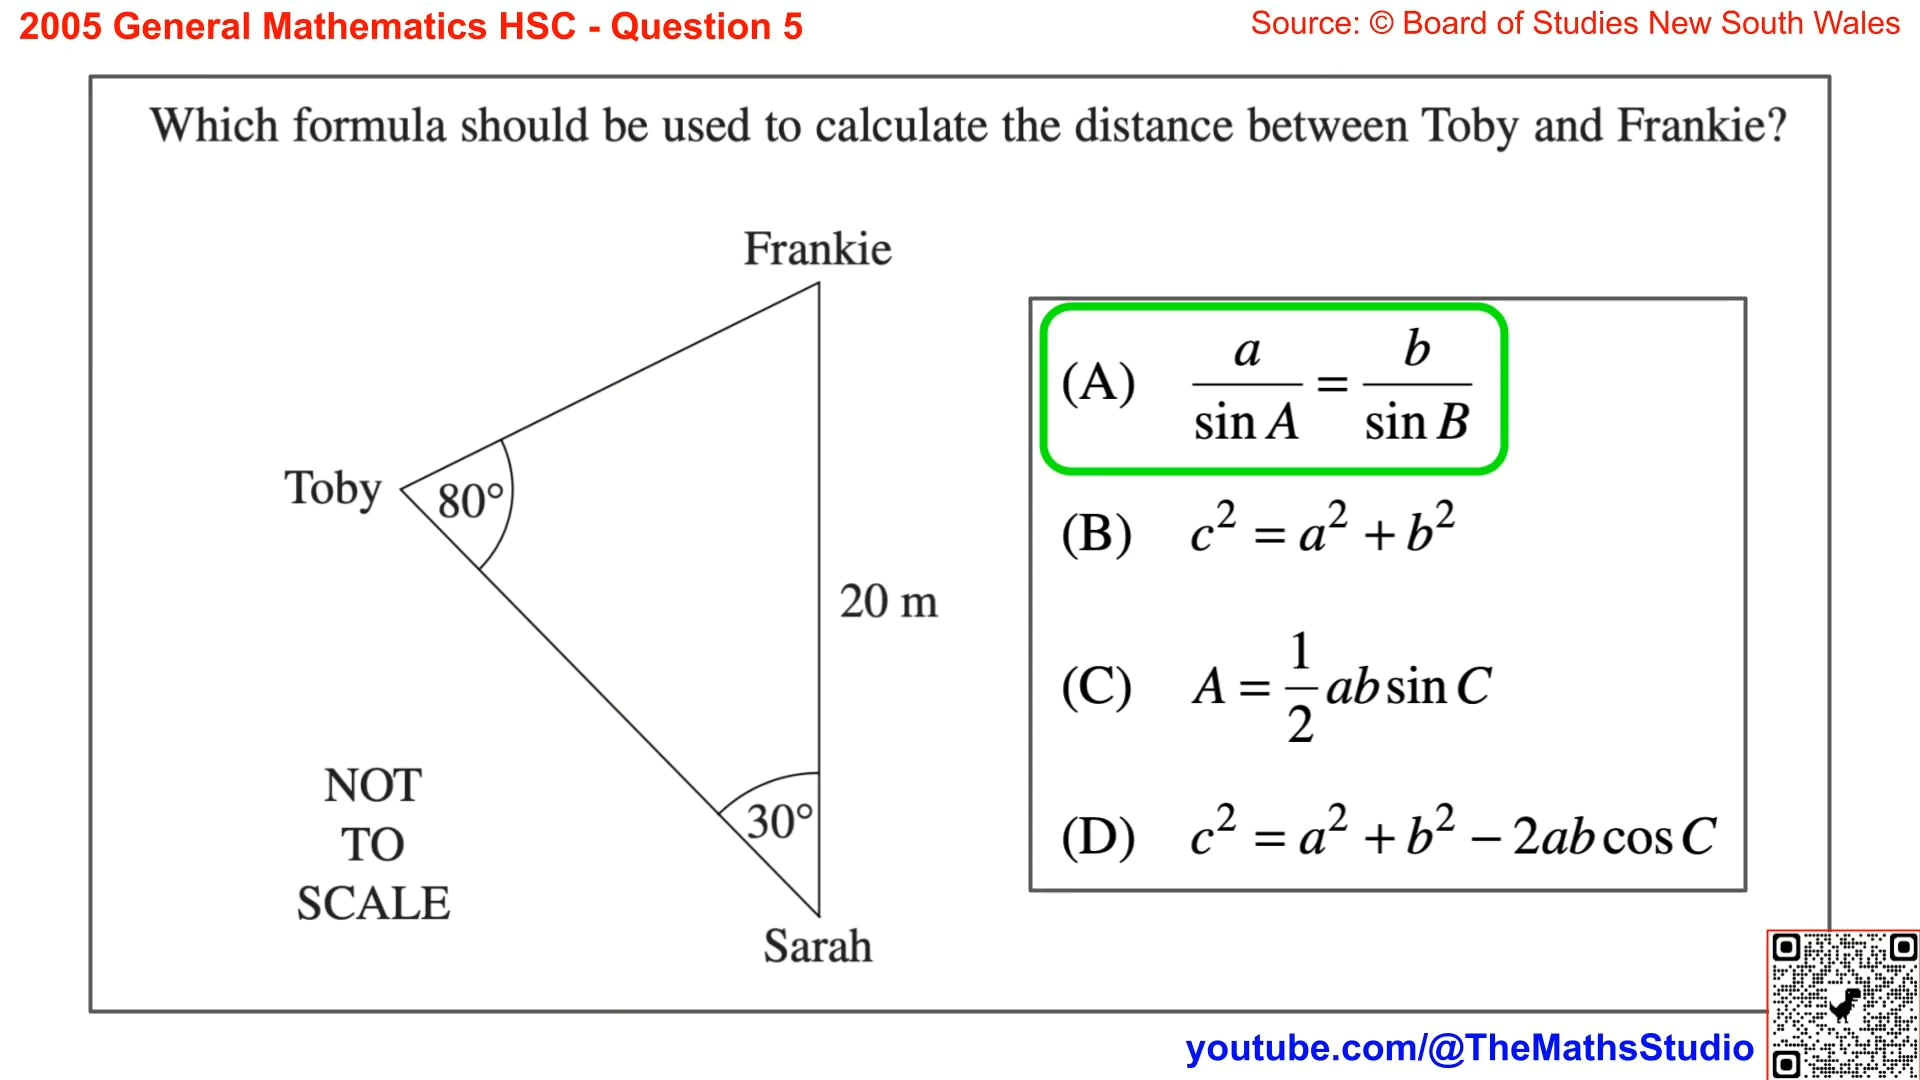 2005 General Mathematics HSC - Question 5
Source: © Board of Studies New South Wales
Which formula should be used to calculate the distance between Toby and Frankie?
Frankie
Toby
80°
20 m
30°
Sarah
NOT
TO
SCALE
(A) a/sin A = b/sin B
(B) c² = a² + b²
(C) A = 1/2 ab sin C
(D) c² = a² + b² – 2ab cos C
youtube.com/@TheMathsStudio